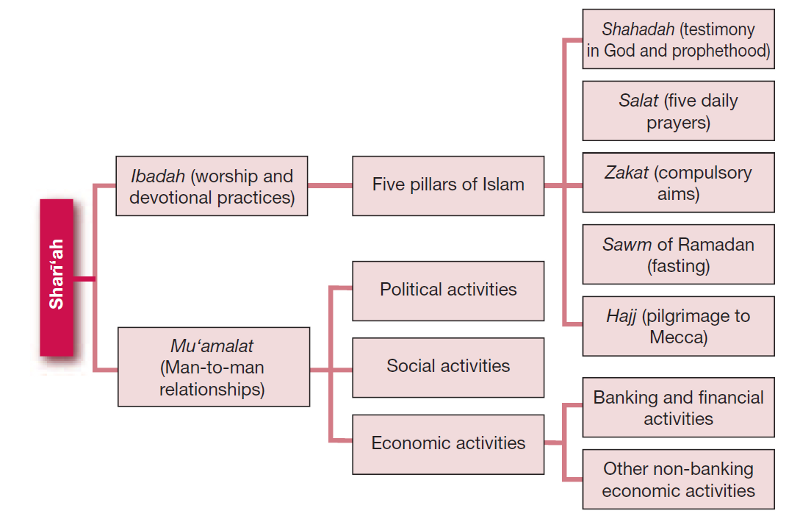 Sharī‘ah
Ibadah (worship and
devotional practices)
Five pillars of Islam
Shahadah (testimony
in God and prophethood)
Salat (five daily
prayers)
Zakat (compulsory
aims)
Sawm of Ramadan
(fasting)
Hajj (pilgrimage to
Mecca)
Mu‘amalat
(Man-to-man
relationships)
Political activities
Social activities
Economic activities
Banking and financial
activities
Other non-banking
economic activities